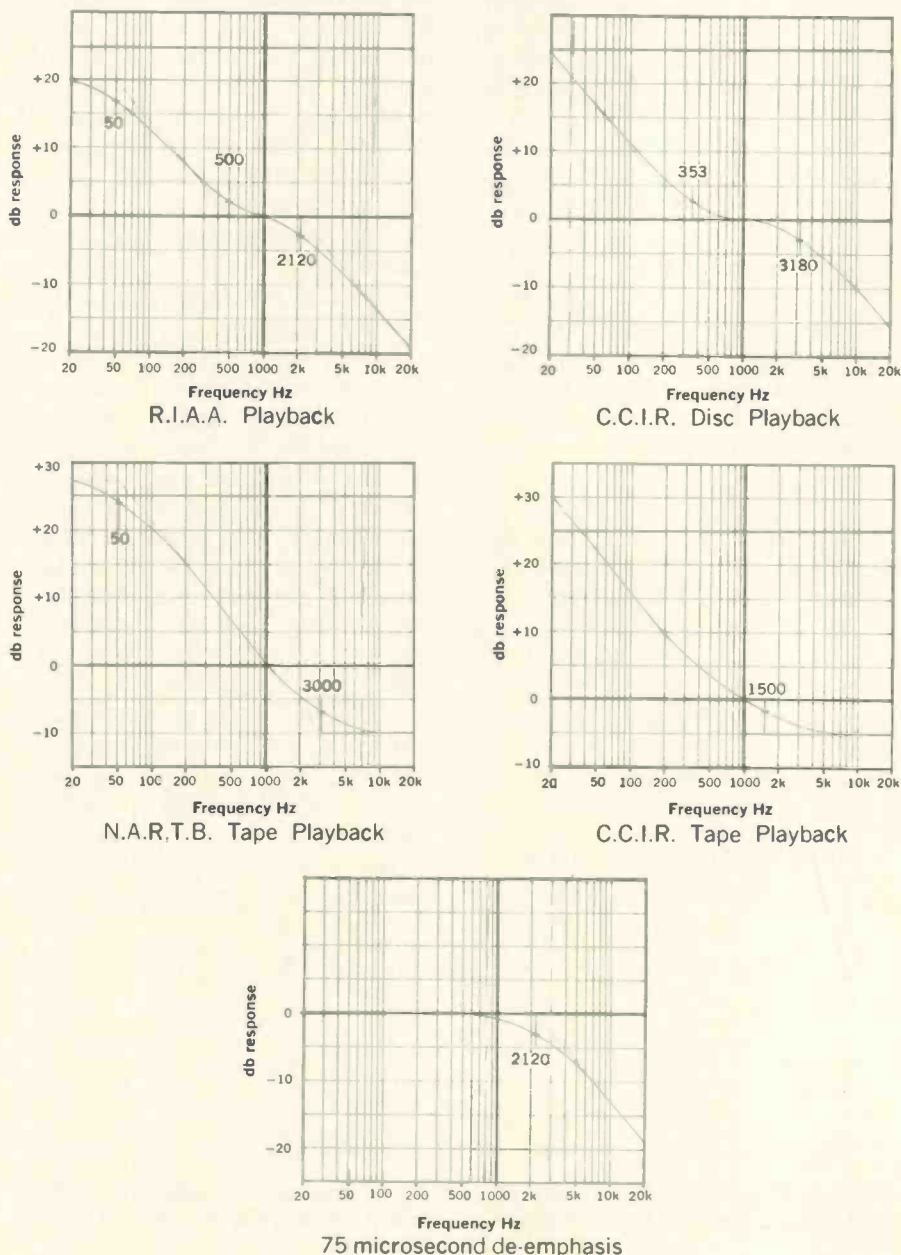 db response
+20
+10
0
-10
-20
50
500
2120
20 50 100 200 500 1000 2k 5k 10k 20k
Frequency Hz
R.I.A.A. Playback
db response
+20
+10
0
-10
-20
353
3180
20 50 100 200 500 1000 2k 5k 10k 20k
Frequency Hz
C.C.I.R. Disc Playback
db response
+30
+20
+10
0
-10
50
3000
20 50 100 200 500 1000 2k 5k 10k 20k
Frequency Hz
N.A.R.T.B. Tape Playback
db response
+30
+20
+10
0
-10
1500
20 50 100 200 500 1000 2k 5k 10k 20k
Frequency Hz
C.C.I.R. Tape Playback
db response
0
-10
-20
2120
20 50 100 200 500 1000 2k 5k 10k 20k
Frequency Hz
75 microsecond de-emphasis